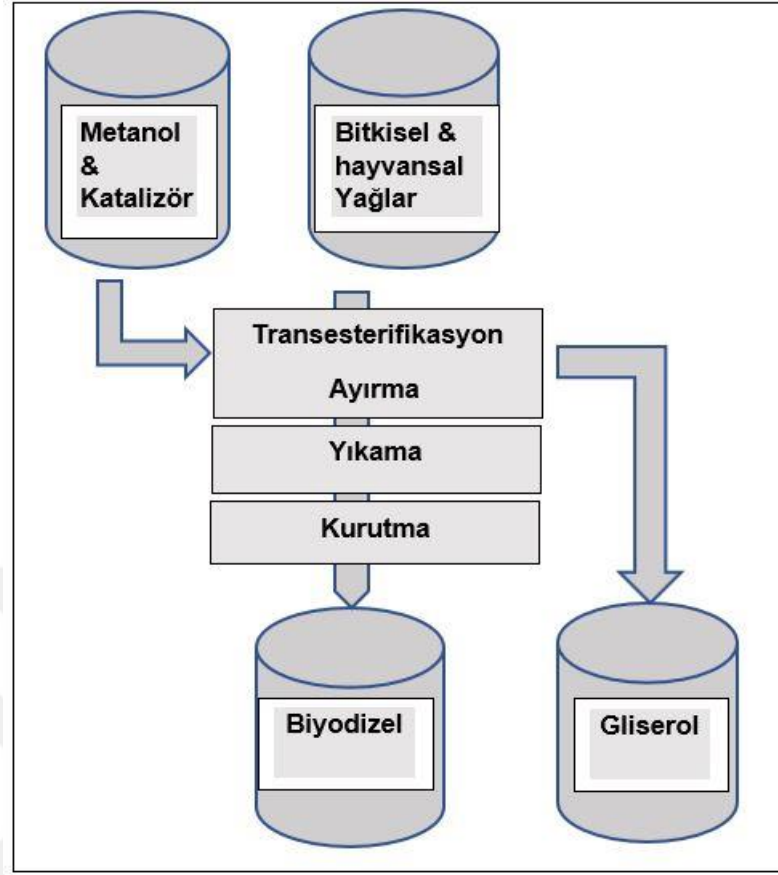 Metanol
&
Katalizör
Bitkisel &
hayvansal
Yağlar
Transesterifikasyon
Ayırma
Yıkama
Kurutma
Biyodizel
Gliserol